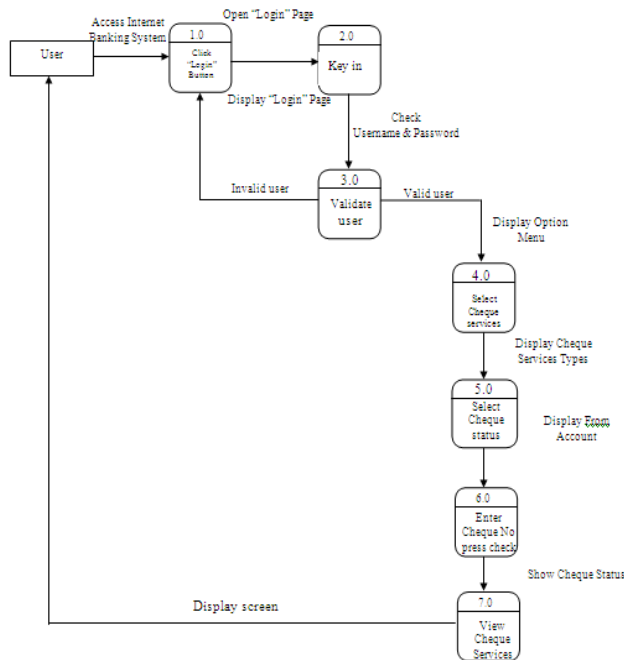 Access Internet
Banking System
Open “Login” Page
User
1.0
Click
“Login”
Button
2.0
Key in
Display “Login” Page
Check
Username & Password
Invalid user
3.0
Validate
user
Valid user
Display Option
Menu
4.0
Select
Cheque
services
Display Cheque
Services Types
5.0
Select
Cheque
status
Display From
Account
6.0
Enter
Cheque No
press check
Show Cheque Status
Display screen
7.0
View
Cheque
Services